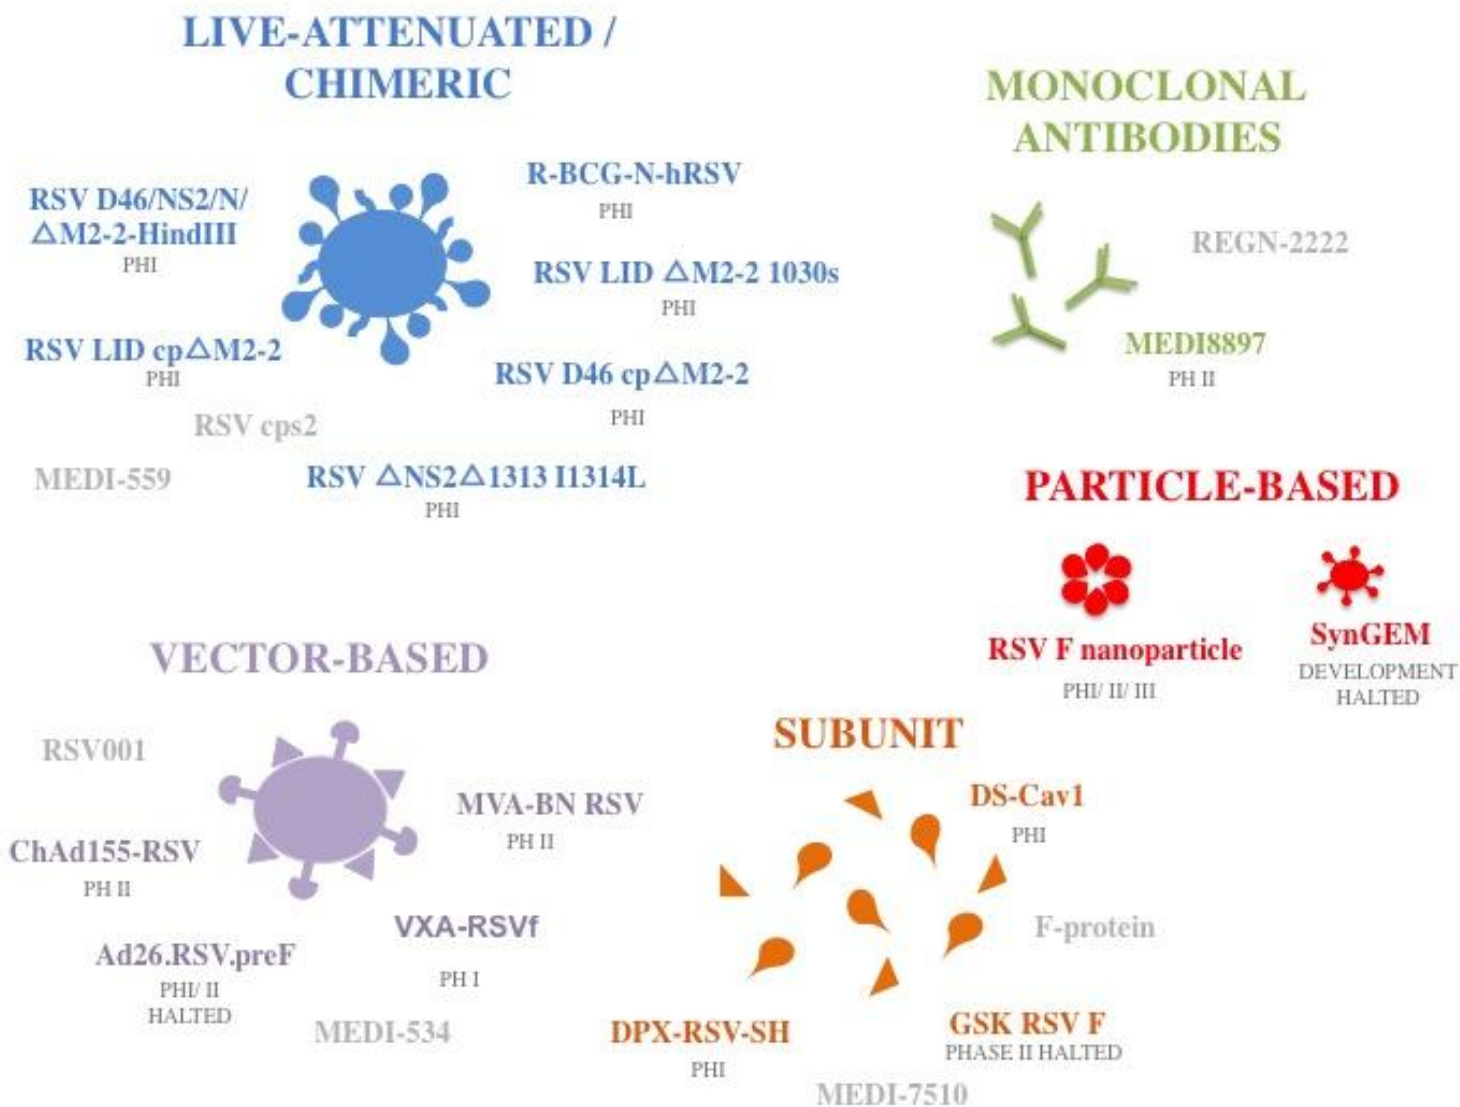 LIVE-ATTENUATED /
CHIMERIC
RSV D46/NS2/N/
△M2-2-HindIII
PHI
R-BCG-N-hRSV
PHI
RSV LID △M2-2 1030s
PHI
RSV LID cp△M2-2
PHI
RSV D46 cp△M2-2
PHI
RSV cps2
MEDI-559
RSV △NS2△1313 I1314L
PHI
MONOCLONAL
ANTIBODIES
REGN-2222
MEDI8897
PH II
PARTICLE-BASED
RSV F nanoparticle
PHI/ II/ III
SynGEM
DEVELOPMENT
HALTED
VECTOR-BASED
RSV001
MVA-BN RSV
PH II
ChAd155-RSV
PH II
VXA-RSVf
PH I
Ad26.RSV.preF
PHI/ II
HALTED
MEDI-534
SUBUNIT
DS-Cav1
PHI
F-protein
DPX-RSV-SH
PHI
GSK RSV F
PHASE II HALTED
MEDI-7510